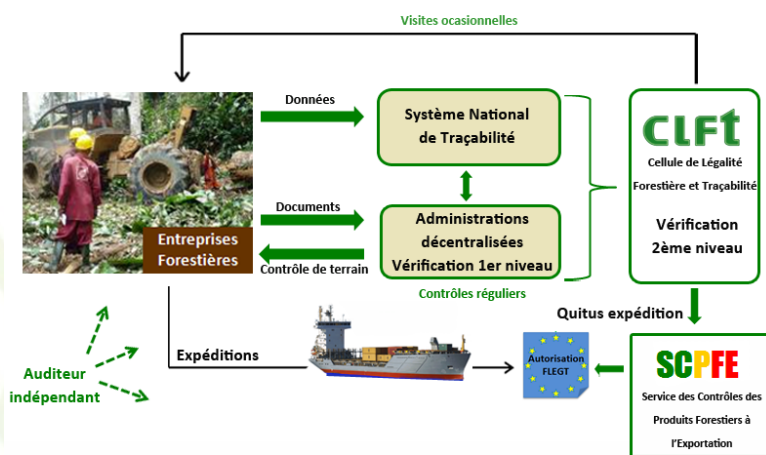 Visites ocasionnelles
Données
Système National
de Traçabilité
CLFt
Cellule de Légalité
Forestière et Traçabilité
Vérification
2ème niveau
Documents
Administrations
décentralisées
Vérification 1er niveau
Entreprises
Forestières
Contrôle de terrain
Contrôles réguliers
Quitus expédition
Auditeur
indépendant
Expéditions
Autorisation
FLEGT
SCPFE
Service des Contrôles des
Produits Forestiers à
l'Exportation